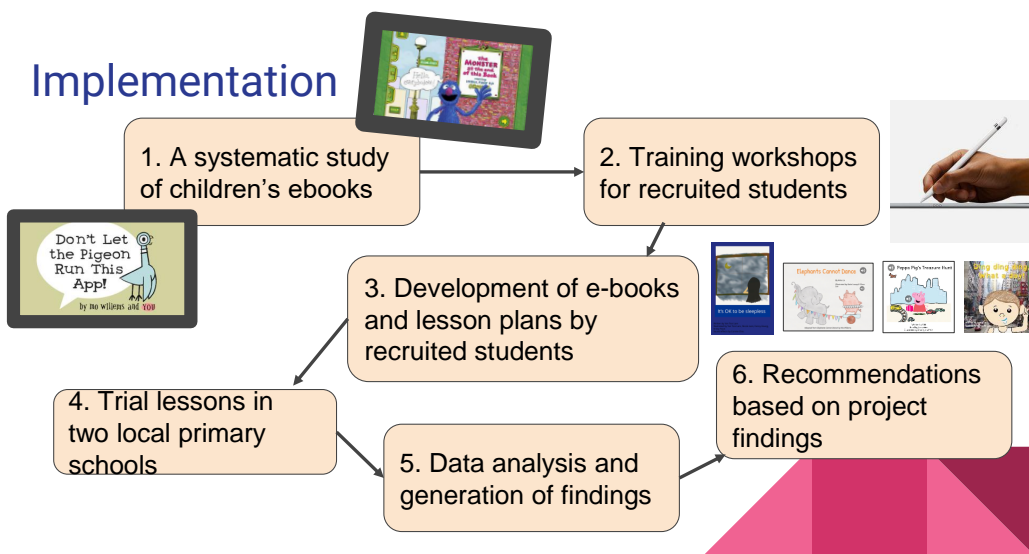 Implementation
the
MONSTER
at the end
of this Book
Hello,
everybodeee!
1. A systematic study
of children's ebooks
2. Training workshops
for recruited students
Don't Let
the Pigeon
Run This
App!
by mo willems and YOU
3. Development of e-books
and lesson plans by
recruited students
It's OK to be sleepless
Elephants Cannot Dance
Peppa Pig's Treasure Hunt
4. Trial lessons in
two local primary
schools
5. Data analysis and
generation of findings
6. Recommendations
based on project
findings